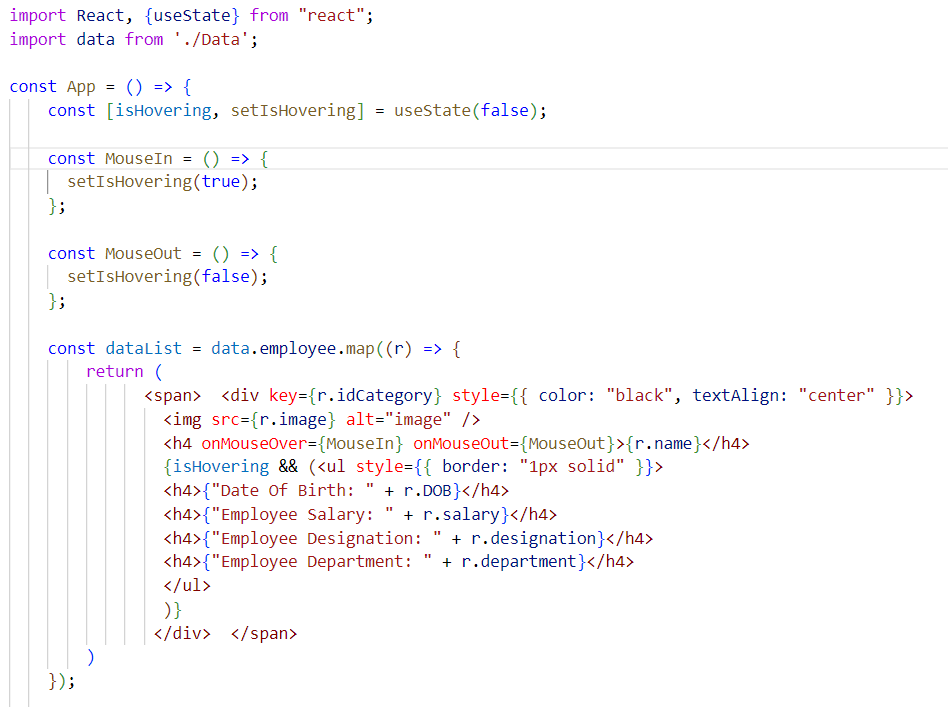 import React, {useState} from "react";
import data from './Data';
const App = () => {
const [isHovering, setIsHovering] = useState(false);
const MouseIn = () => {
setIsHovering(true);
};
const MouseOut = () => {
setIsHovering(false);
};
const dataList = data.employee.map((r) => {
return (
<span>  <div key={r.idCategory} style={{ color: "black", textAlign: "center" }}>
<img src={r.image} alt="image" />
<h4 onMouseOver={MouseIn} onMouseOut={MouseOut}>{r.name}</h4>
{isHovering && (<ul style={{ border: "1px solid" }}>
<h4>{"Date Of Birth: " + r.DOB}</h4>
<h4>{"Employee Salary: " + r.salary}</h4>
<h4>{"Employee Designation: " + r.designation}</h4>
<h4>{"Employee Department: " + r.department}</h4>
</ul>
)}
</div>  </span>
)
});